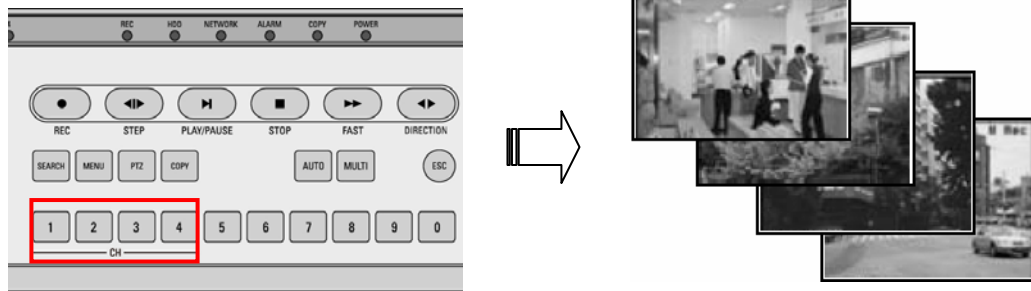 REC HDD NETWORK ALARM COPY POWER
REC STEP PLAY/PAUSE STOP FAST DIRECTION
SEARCH MENU PTZ COPY AUTO MULTI ESC
1 2 3 4 5 6 7 8 9 0
CH